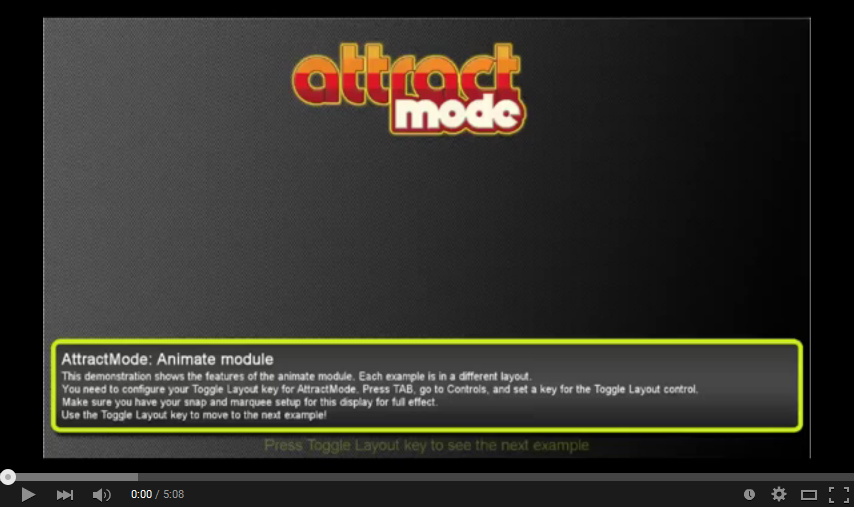 attract
mode
AttractMode: Animate module
This demonstration shows the features of the animate module. Each example is in a different layout.
You need to configure your Toggle Layout key for AttractMode. Press TAB, go to Controls, and set a key for the Toggle Layout control.
Make sure you have your snap and marquee setup for this display for full effect.
Use the Toggle Layout key to move to the next example!
Press Toggle Layout key to see the next example
0:00 / 5:08